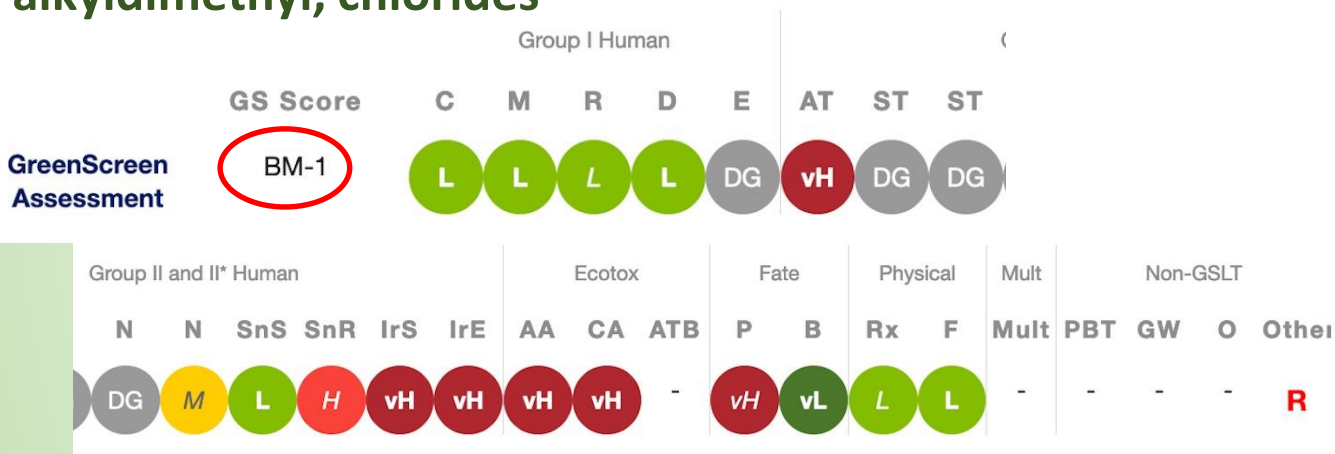 alkyldimethyl, chlorides
Group I Human
GS Score C M R D E AT ST ST
GreenScreen Assessment
BM-1 L L L L DG vH DG DG
Group II and II* Human Ecotox Fate Physical Mult Non-GSLT
N N SnS SnR IrS IrE AA CA ATB P B Rx F Mult PBT GW O Other
DG M L H vH vH vH vH - vH vL L L - - - - R